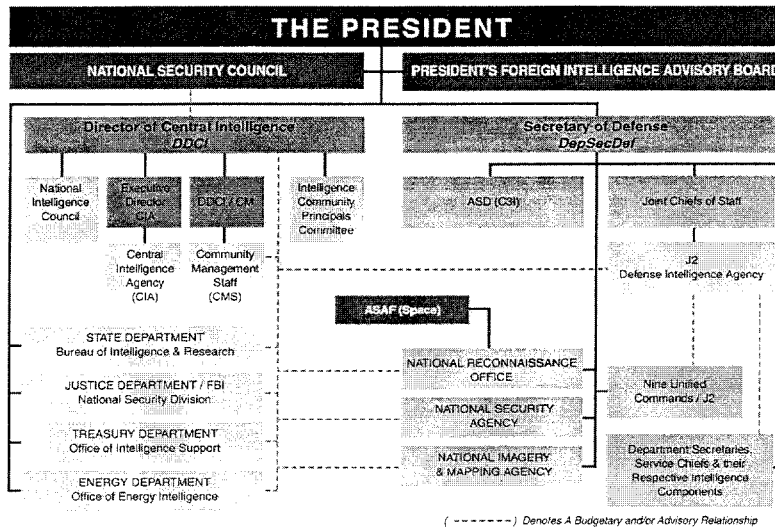 THE PRESIDENT
NATIONAL SECURITY COUNCIL
PRESIDENT'S FOREIGN INTELLIGENCE ADVISORY BOARD
Director of Central Intelligence
DDCI
Secretary of Defense
DepSecDef
National
Intelligence
Council
Executive
Director
CIA
DDCI / CM
Intelligence
Community
Principals
Committee
ASD (C3I)
Joint Chiefs of Staff
Central
Intelligence
Agency
(CIA)
Community
Management
Staff
(CMS)
J2
Defense Intelligence Agency
ASAF (Space)
STATE DEPARTMENT
Bureau of Intelligence & Research
NATIONAL RECONNAISSANCE
OFFICE
JUSTICE DEPARTMENT / FBI
National Security Division
Nine Unified
Commands / J2
NATIONAL SECURITY
AGENCY
TREASURY DEPARTMENT
Office of Intelligence Support
NATIONAL IMAGERY
& MAPPING AGENCY
Department Secretaries,
Service Chiefs & their
Respective Intelligence
Components
ENERGY DEPARTMENT
Office of Energy Intelligence
( ------- ) Denotes A Budgetary and/or Advisory Relationship